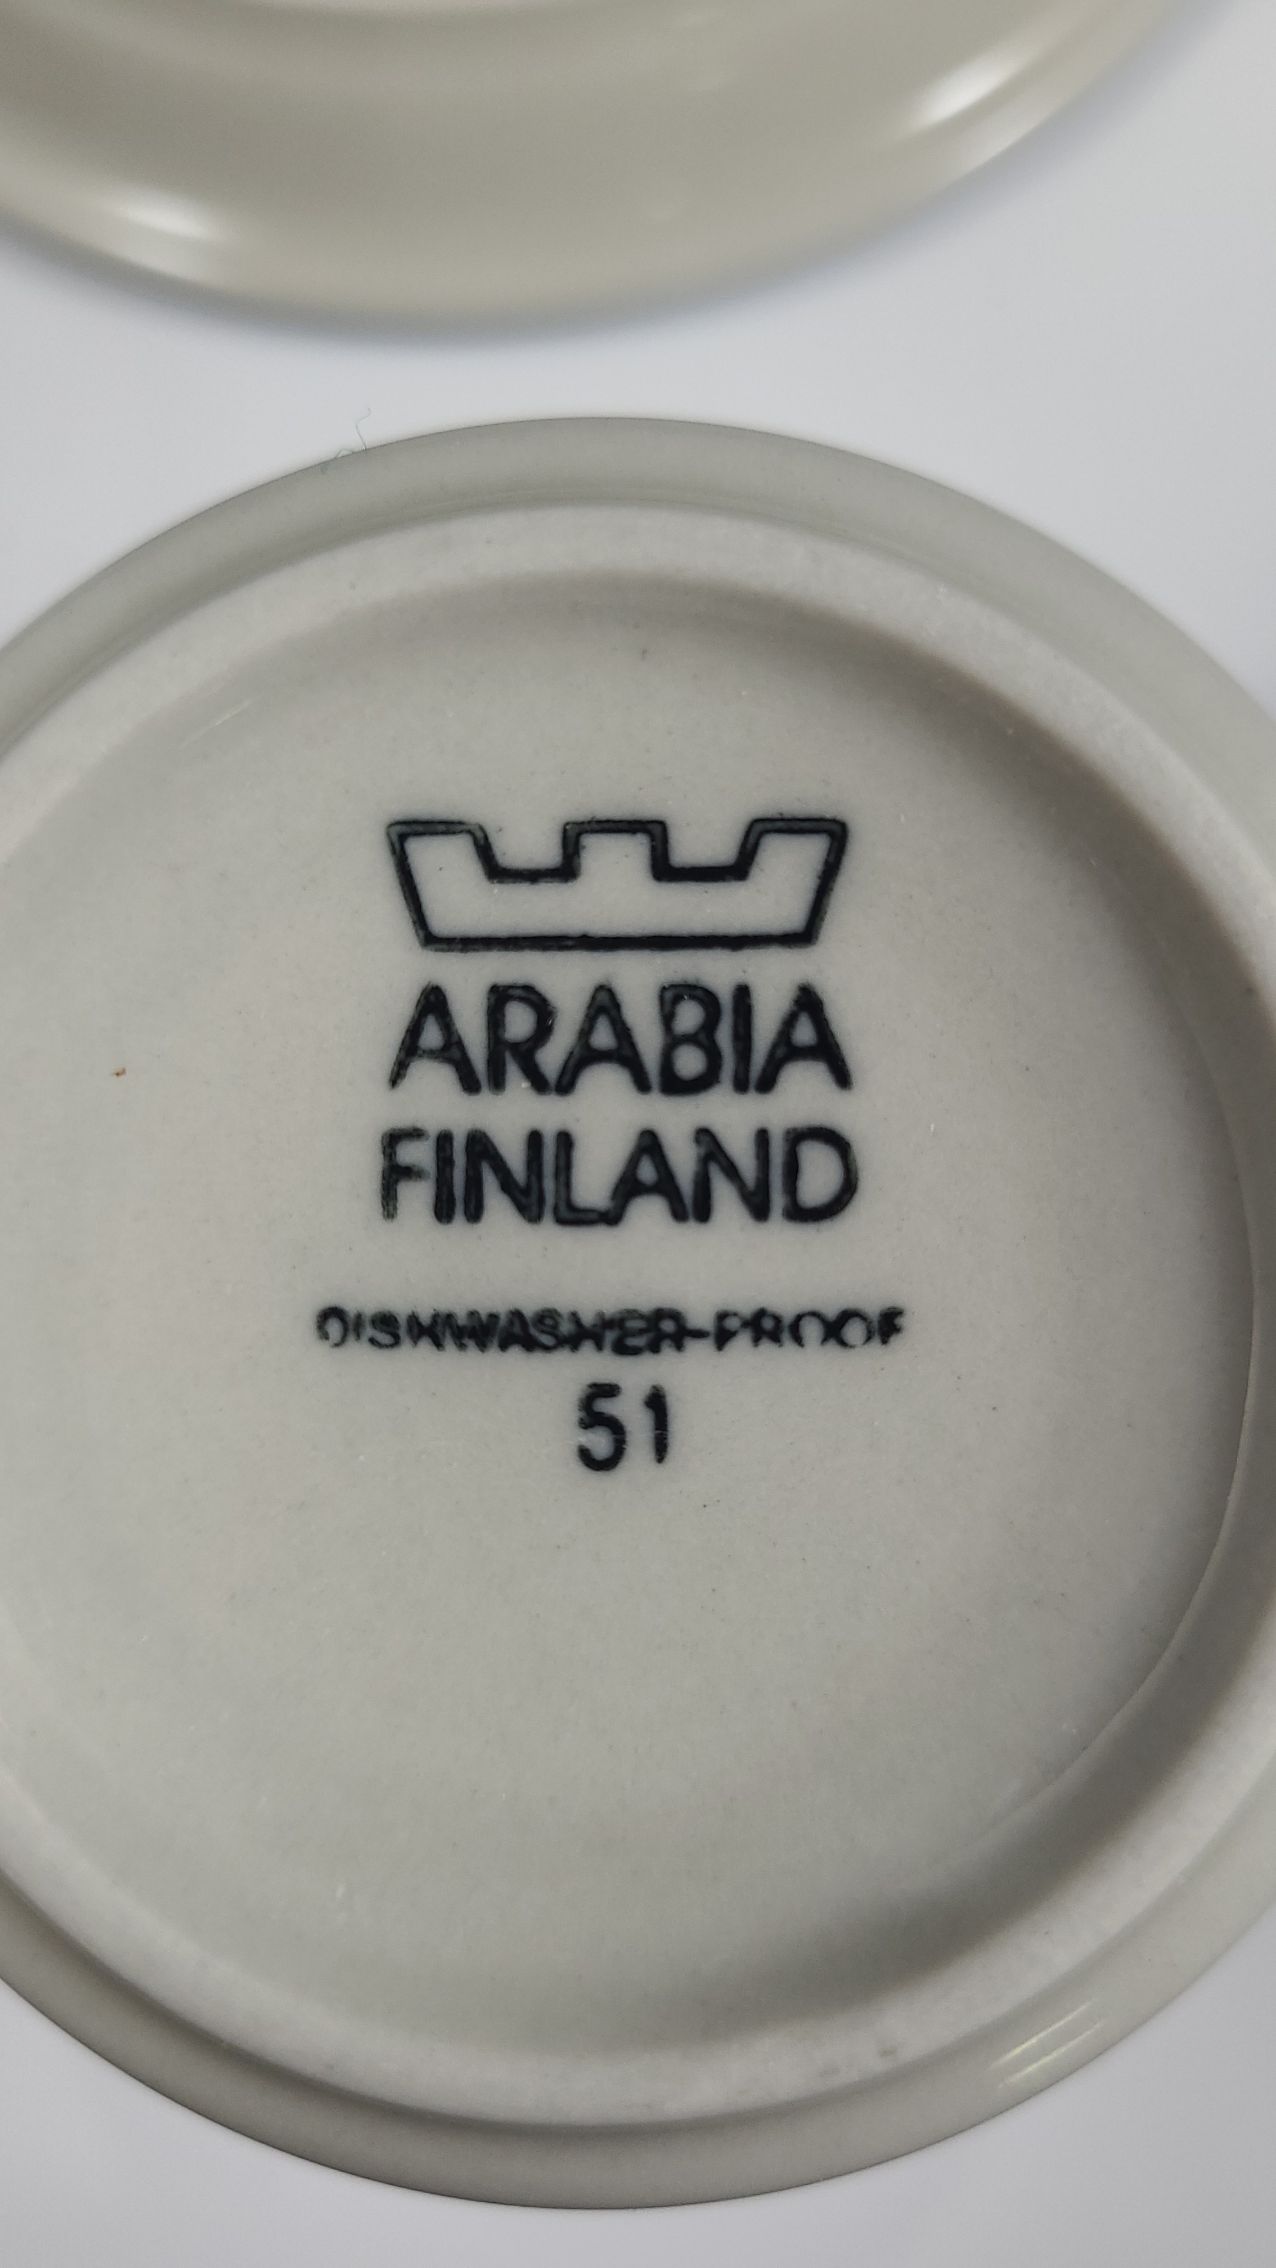 ARABIA
FINLAND
DISHWASHER-PROOF
51